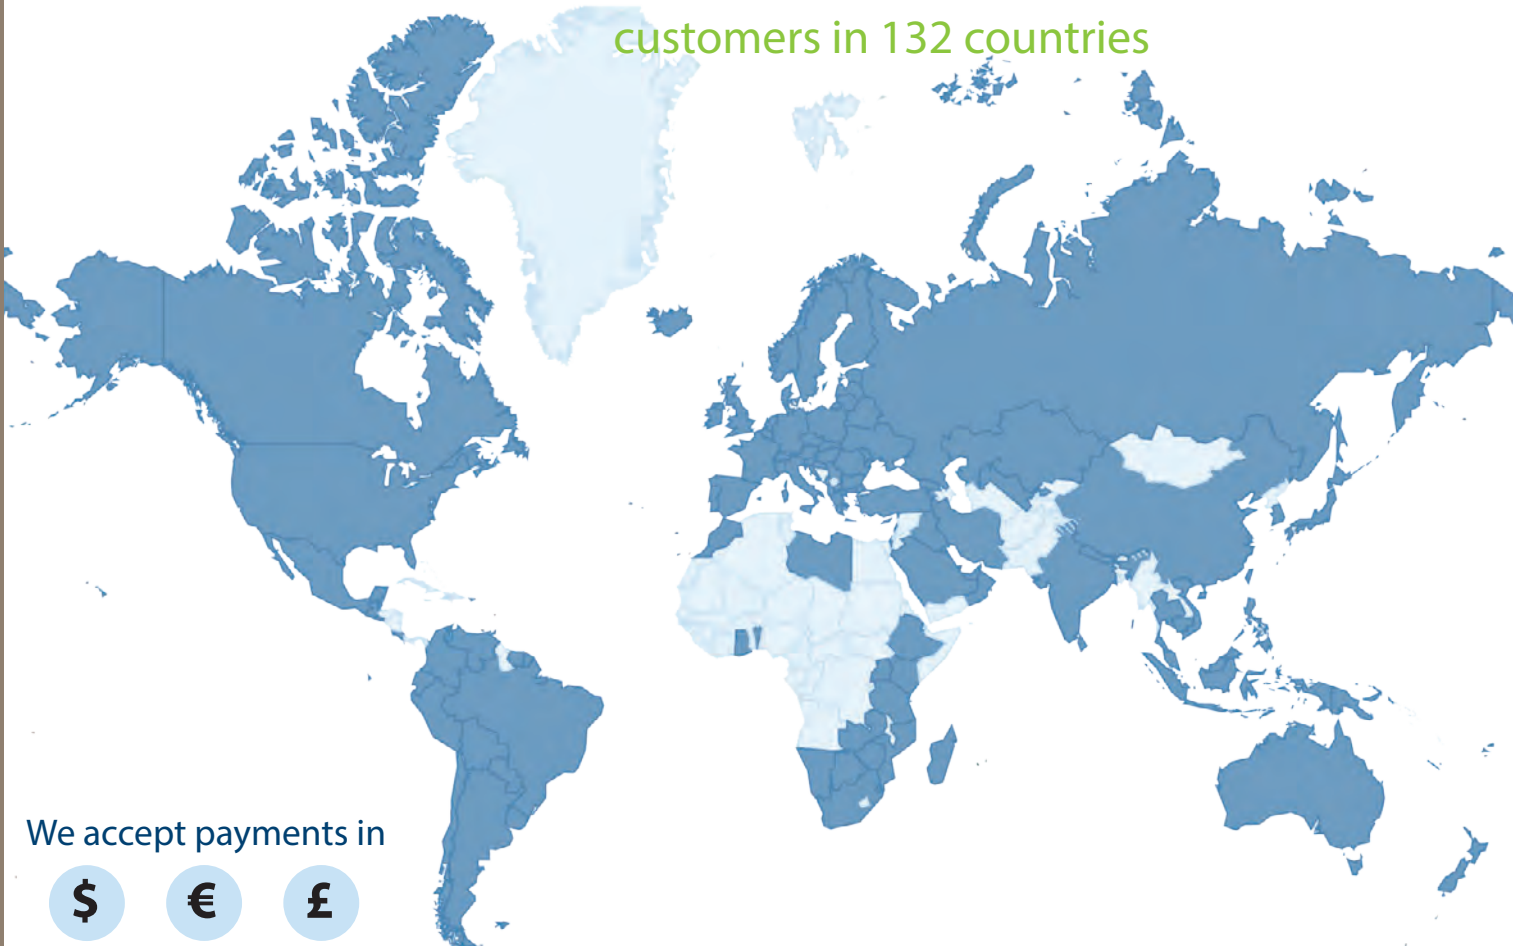 customers in 132 countries
We accept payments in
$ € £